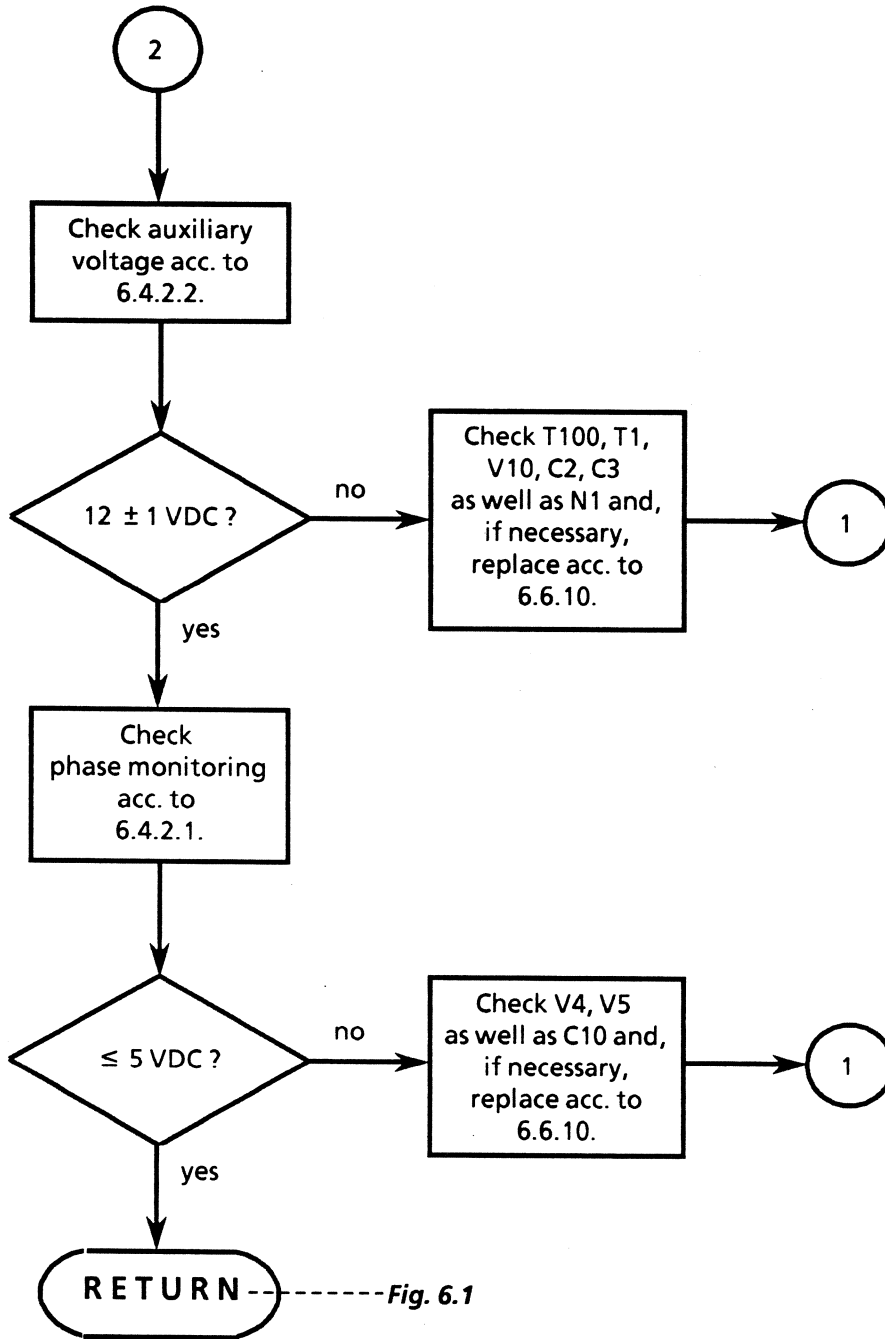 2
Check auxiliary
voltage acc. to
6.4.2.2.
12 ± 1 VDC ?
no
Check T100, T1,
V10, C2, C3
as well as N1 and,
if necessary,
replace acc. to
6.6.10.
1
yes
Check
phase monitoring
acc. to
6.4.2.1.
≤ 5 VDC ?
no
Check V4, V5
as well as C10 and,
if necessary,
replace acc. to
6.6.10.
1
yes
RETURN
Fig. 6.1